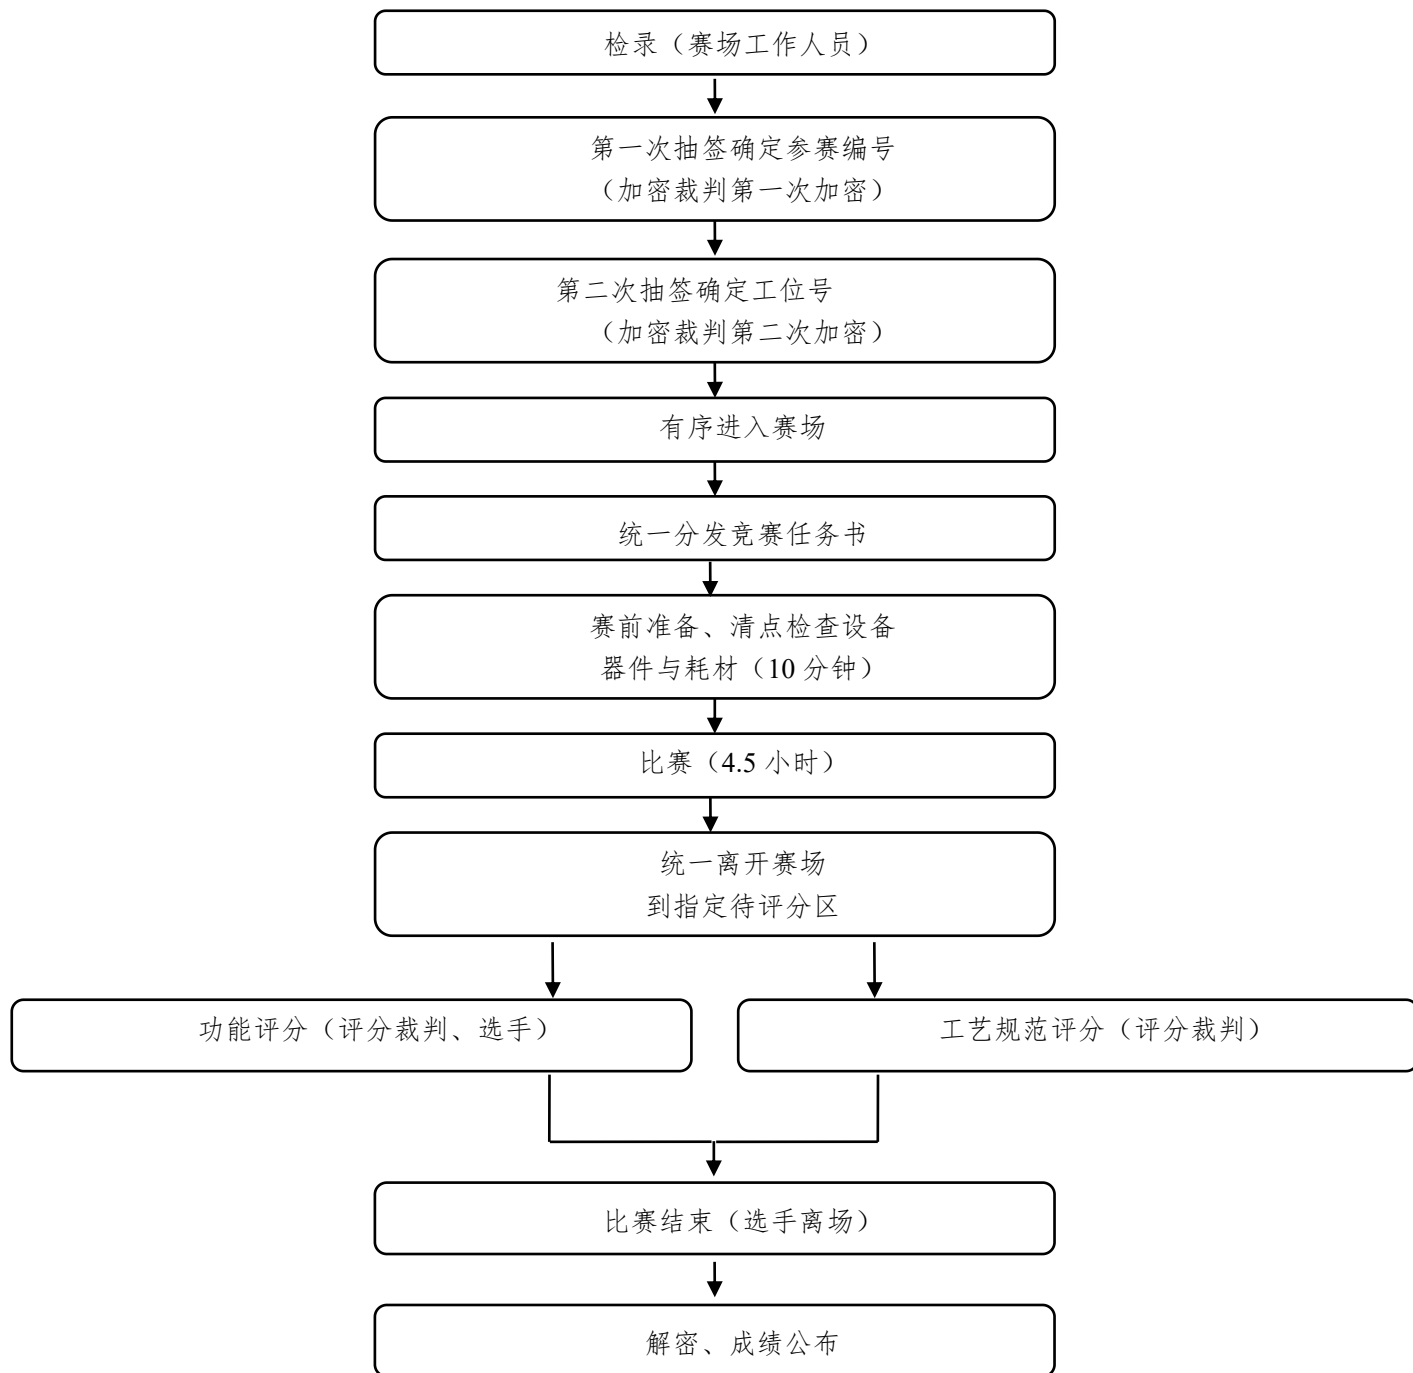 检录（赛场工作人员）
第一次抽签确定参赛编号
（加密裁判第一次加密）
第二次抽签确定工位号
（加密裁判第二次加密）
有序进入赛场
统一分发竞赛任务书
赛前准备、清点检查设备
器件与耗材（10 分钟）
比赛（4.5 小时）
统一离开赛场
到指定待评分区
功能评分（评分裁判、选手）
工艺规范评分（评分裁判）
比赛结束（选手离场）
解密、成绩公布